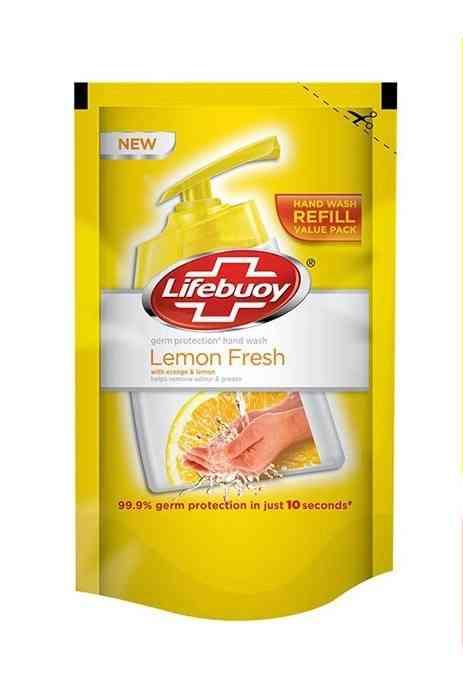 NEW
HAND WASH
REFILL
VALUE PACK
Lifebuoy ®
germ protection* hand wash
Lemon Fresh
with orange & lemon
helps remove odour & grease
99.9% germ protection in just 10 seconds*